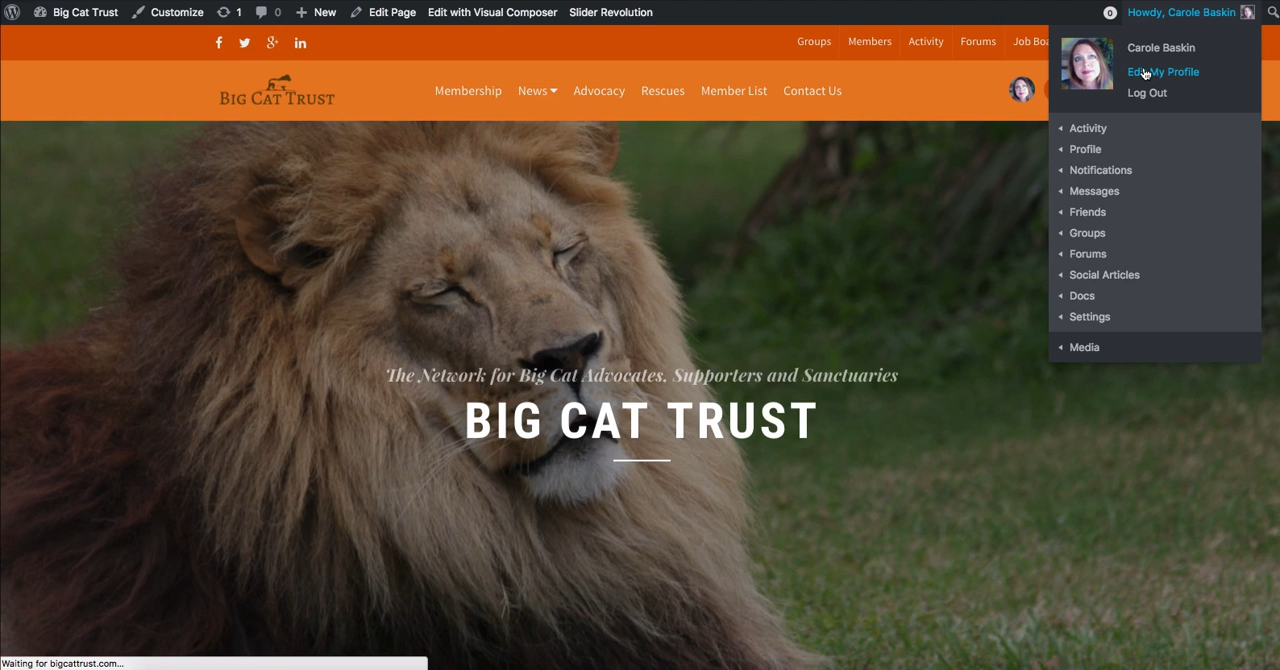 Big Cat Trust Customize 1 0 New Edit Page Edit with Visual Composer Slider Revolution 0 Howdy, Carole Baskin
Groups Members Activity Forums Job Boa
Carole Baskin
Edit My Profile
Log Out
BIG CAT TRUST
Membership News Advocacy Rescues Member List Contact Us
Activity
Profile
Notifications
Messages
Friends
Groups
Forums
Social Articles
Docs
Settings
Media
The Network for Big Cat Advocates, Supporters and Sanctuaries
BIG CAT TRUST
Waiting for bigcattrust.com...